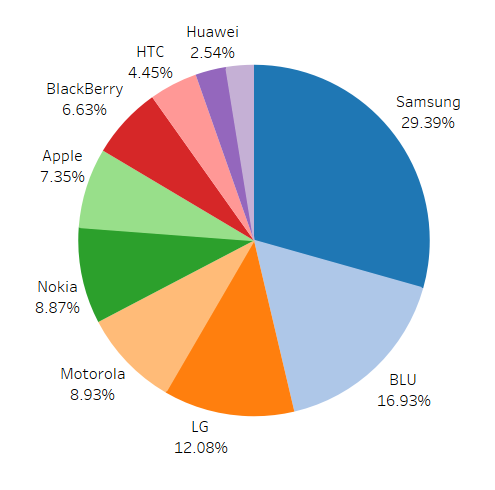 Huawei
2.54%
HTC
4.45%
BlackBerry
6.63%
Samsung
29.39%
Apple
7.35%
Nokia
8.87%
Motorola
8.93%
BLU
16.93%
LG
12.08%